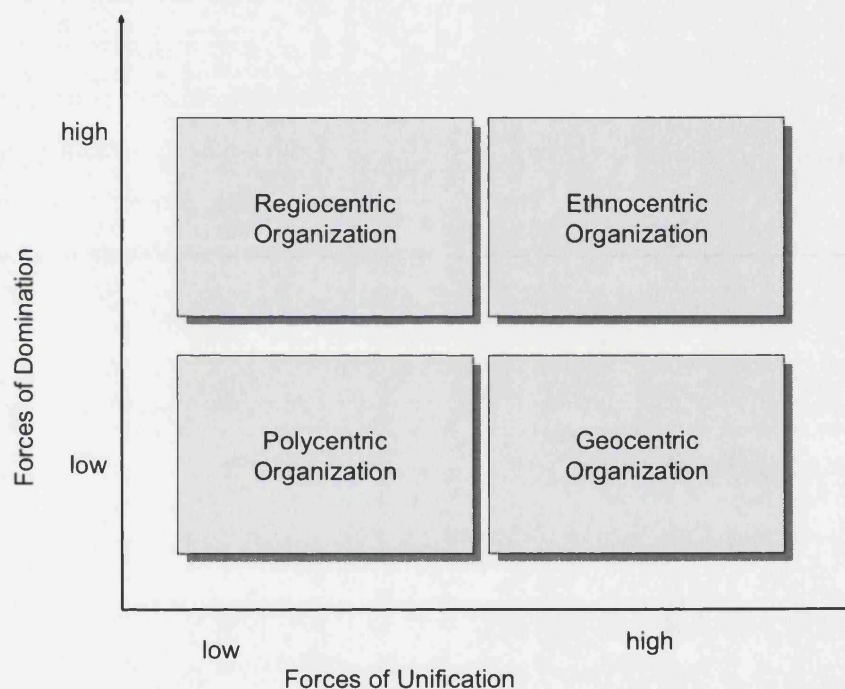 high
Regiocentric
Organization
Ethnocentric
Organization
Forces of Domination
low
Polycentric
Organization
Geocentric
Organization
low
high
Forces of Unification